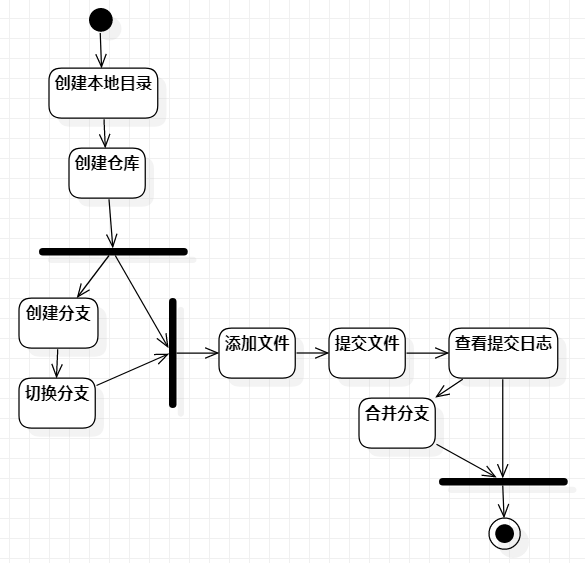 创建本地目录
创建仓库
创建分支
切换分支
添加文件
提交文件
查看提交日志
合并分支